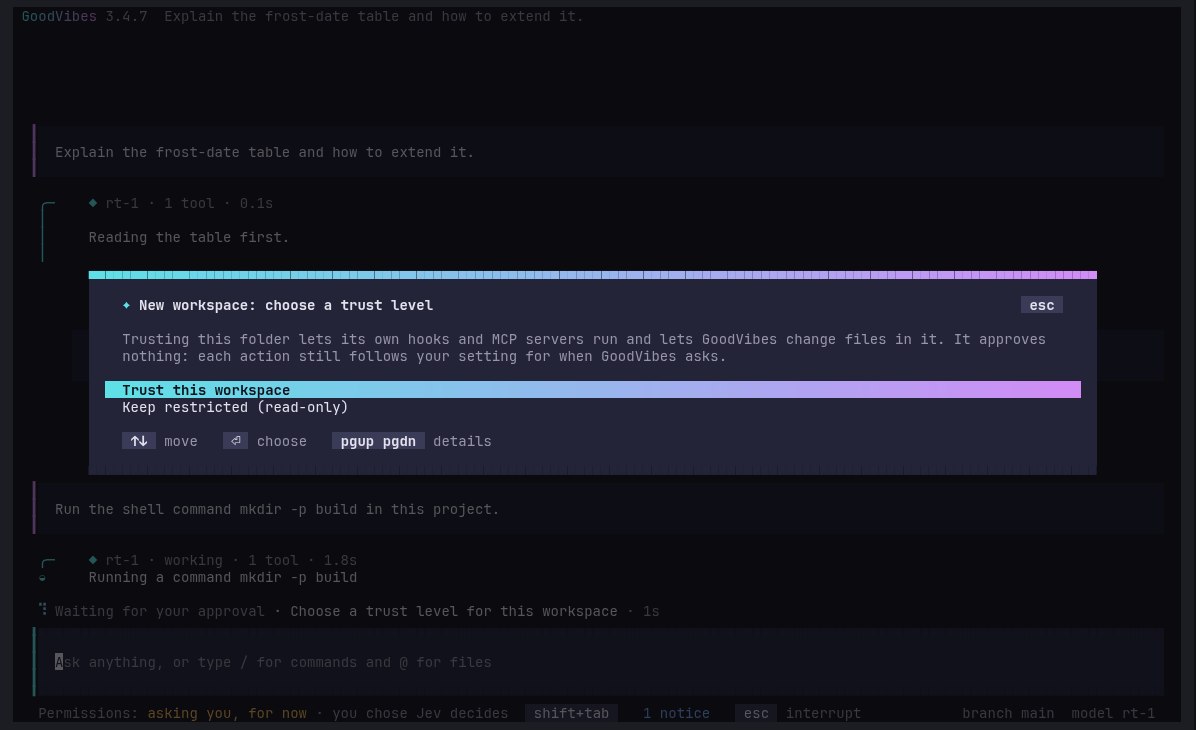 GoodVibes 3.4.7  Explain the frost-date table and how to extend it.
Explain the frost-date table and how to extend it.
◆ rt-1 · 1 tool · 0.1s
Reading the table first.
✦ New workspace: choose a trust level esc
Trusting this folder lets its own hooks and MCP servers run and lets GoodVibes change files in it. It approves
nothing: each action still follows your setting for when GoodVibes asks.
Trust this workspace
Keep restricted (read-only)
↑↓ move ⏎ choose pgup pgdn details
Run the shell command mkdir -p build in this project.
◆ rt-1 · working · 1 tool · 1.8s
Running a command mkdir -p build
Waiting for your approval · Choose a trust level for this workspace · 1s
Ask anything, or type / for commands and @ for files
Permissions: asking you, for now · you chose Jev decides shift+tab 1 notice esc interrupt branch main model rt-1